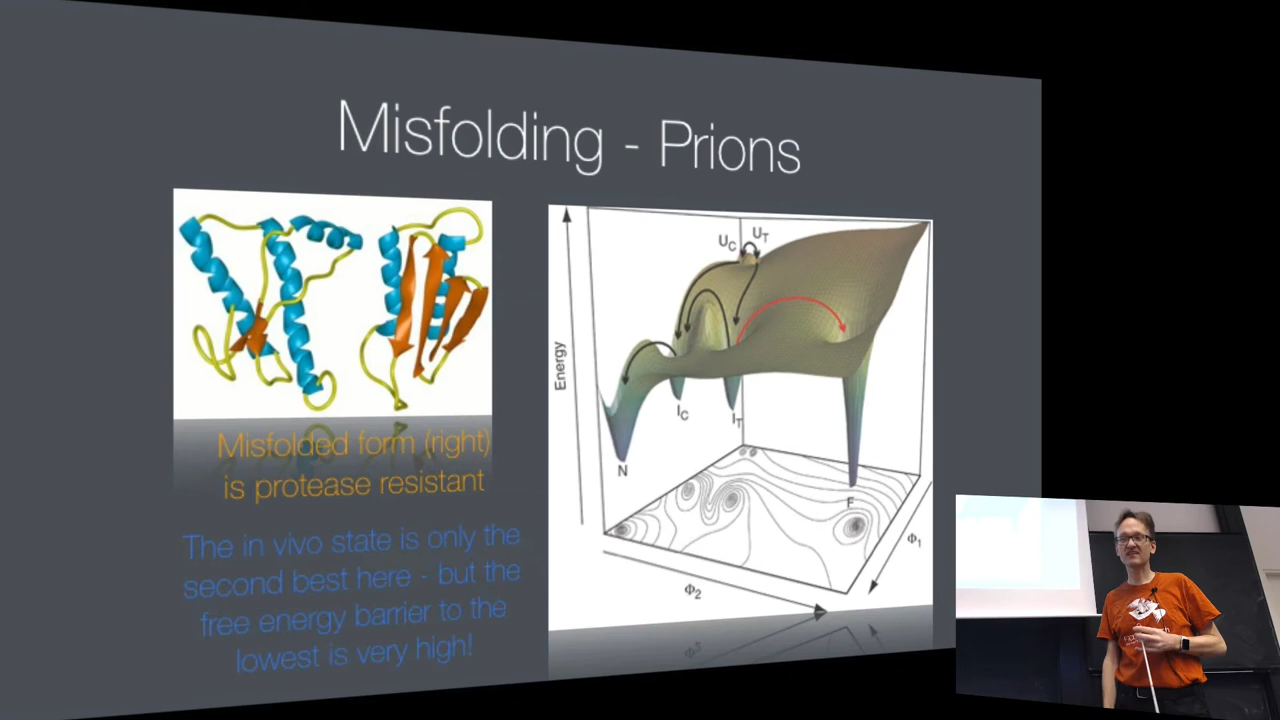 Misfolding - Prions
Misfolded form (right)
is protease resistant
The in vivo state is only the
second best here - but the
free energy barrier to the
lowest is very high!
Energy
U_C
U_T
I_C
I_T
N
F
Φ₁
Φ₂